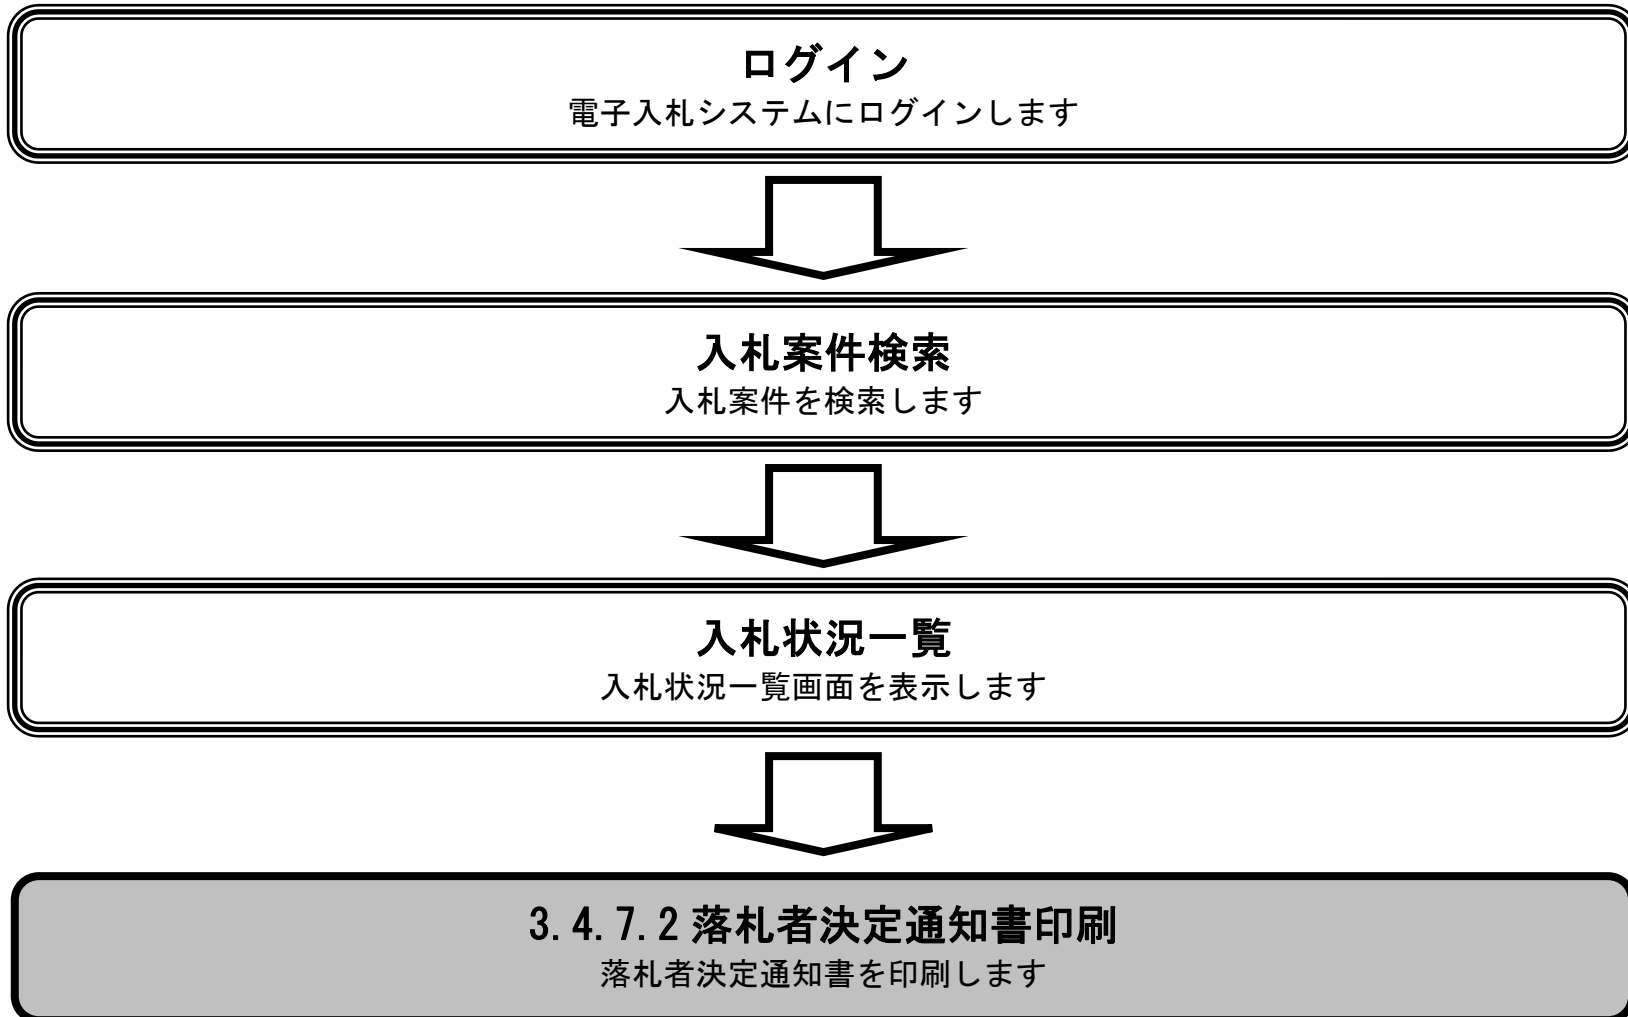 ログイン
電子入札システムにログインします
入札案件検索
入札案件を検索します
入札状況一覧
入札状況一覧画面を表示します
3.4.7.2 落札者決定通知書印刷
落札者決定通知書を印刷します